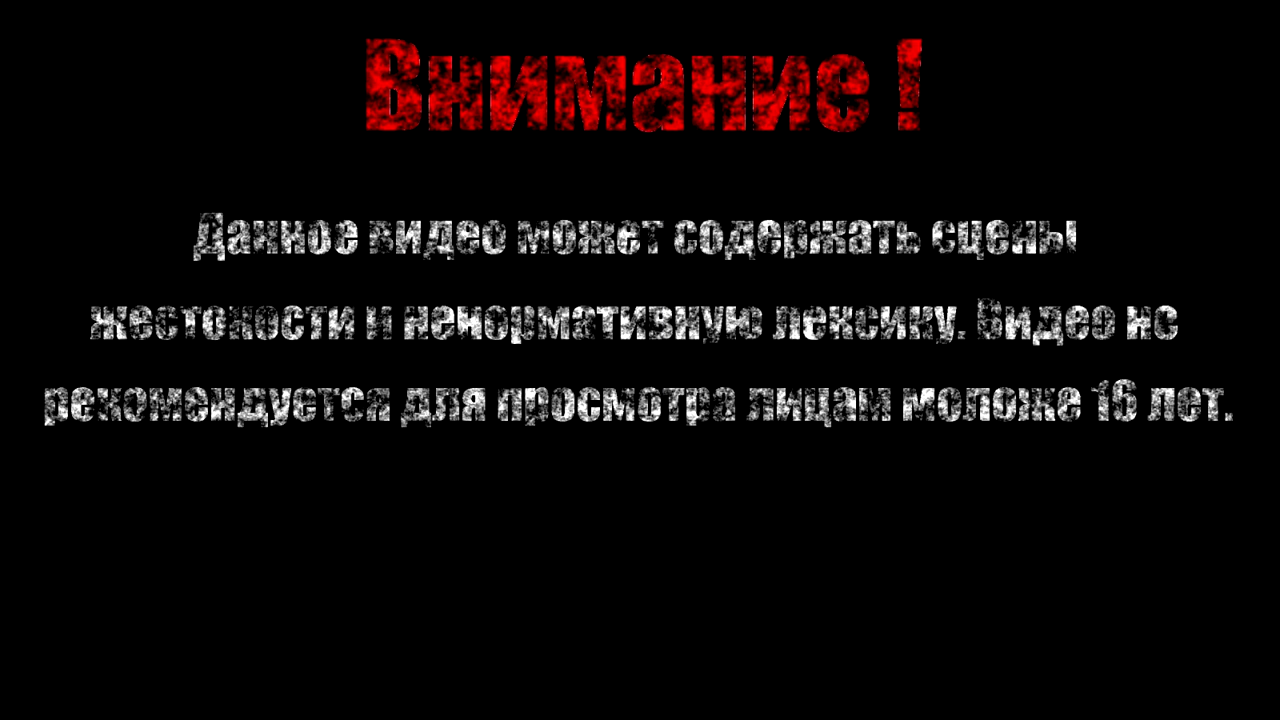 Внимание !
Данное видео может содержать сцены
жестокости и ненормативную лексику. Видео не
рекомендуется для просмотра лицам моложе 16 лет.